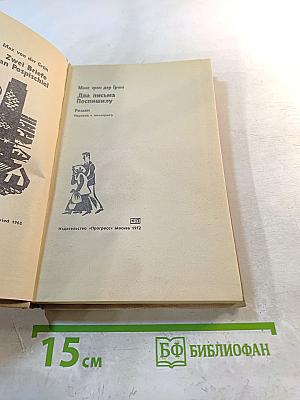 Max von der Grün
Zwei Briefe
an Pospischiel
Макс фон дер Грюн
Два письма
Поспишилу
Роман
Перевод с немецкого
Издательство «Прогресс» Москва 1972
15 см
БФ БИБЛИОФАН